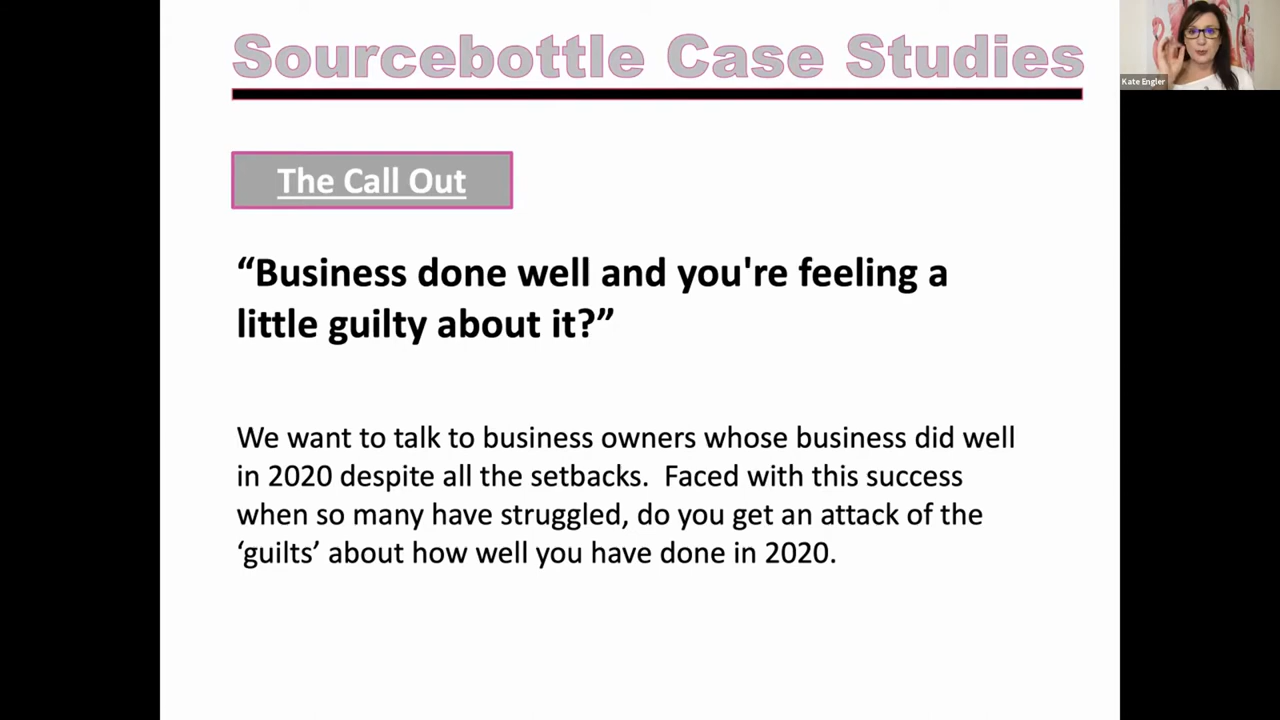 Sourcebottle Case Studies
Kate Engler
The Call Out
“Business done well and you're feeling a
little guilty about it?”
We want to talk to business owners whose business did well
in 2020 despite all the setbacks.  Faced with this success
when so many have struggled, do you get an attack of the
‘guilts’ about how well you have done in 2020.